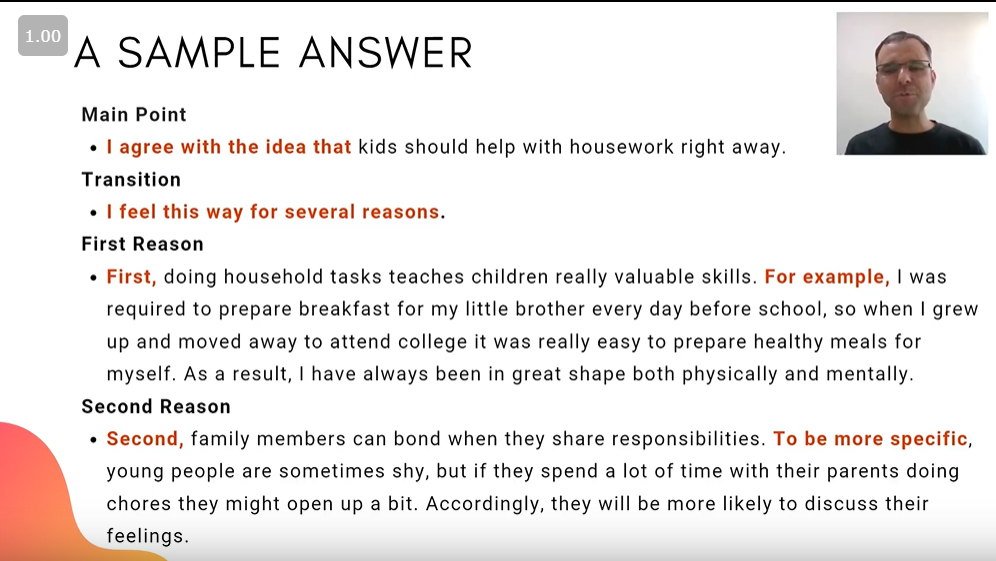 1.00
A SAMPLE ANSWER
Main Point
• I agree with the idea that kids should help with housework right away.
Transition
• I feel this way for several reasons.
First Reason
• First, doing household tasks teaches children really valuable skills. For example, I was
required to prepare breakfast for my little brother every day before school, so when I grew
up and moved away to attend college it was really easy to prepare healthy meals for
myself. As a result, I have always been in great shape both physically and mentally.
Second Reason
• Second, family members can bond when they share responsibilities. To be more specific,
young people are sometimes shy, but if they spend a lot of time with their parents doing
chores they might open up a bit. Accordingly, they will be more likely to discuss their
feelings.